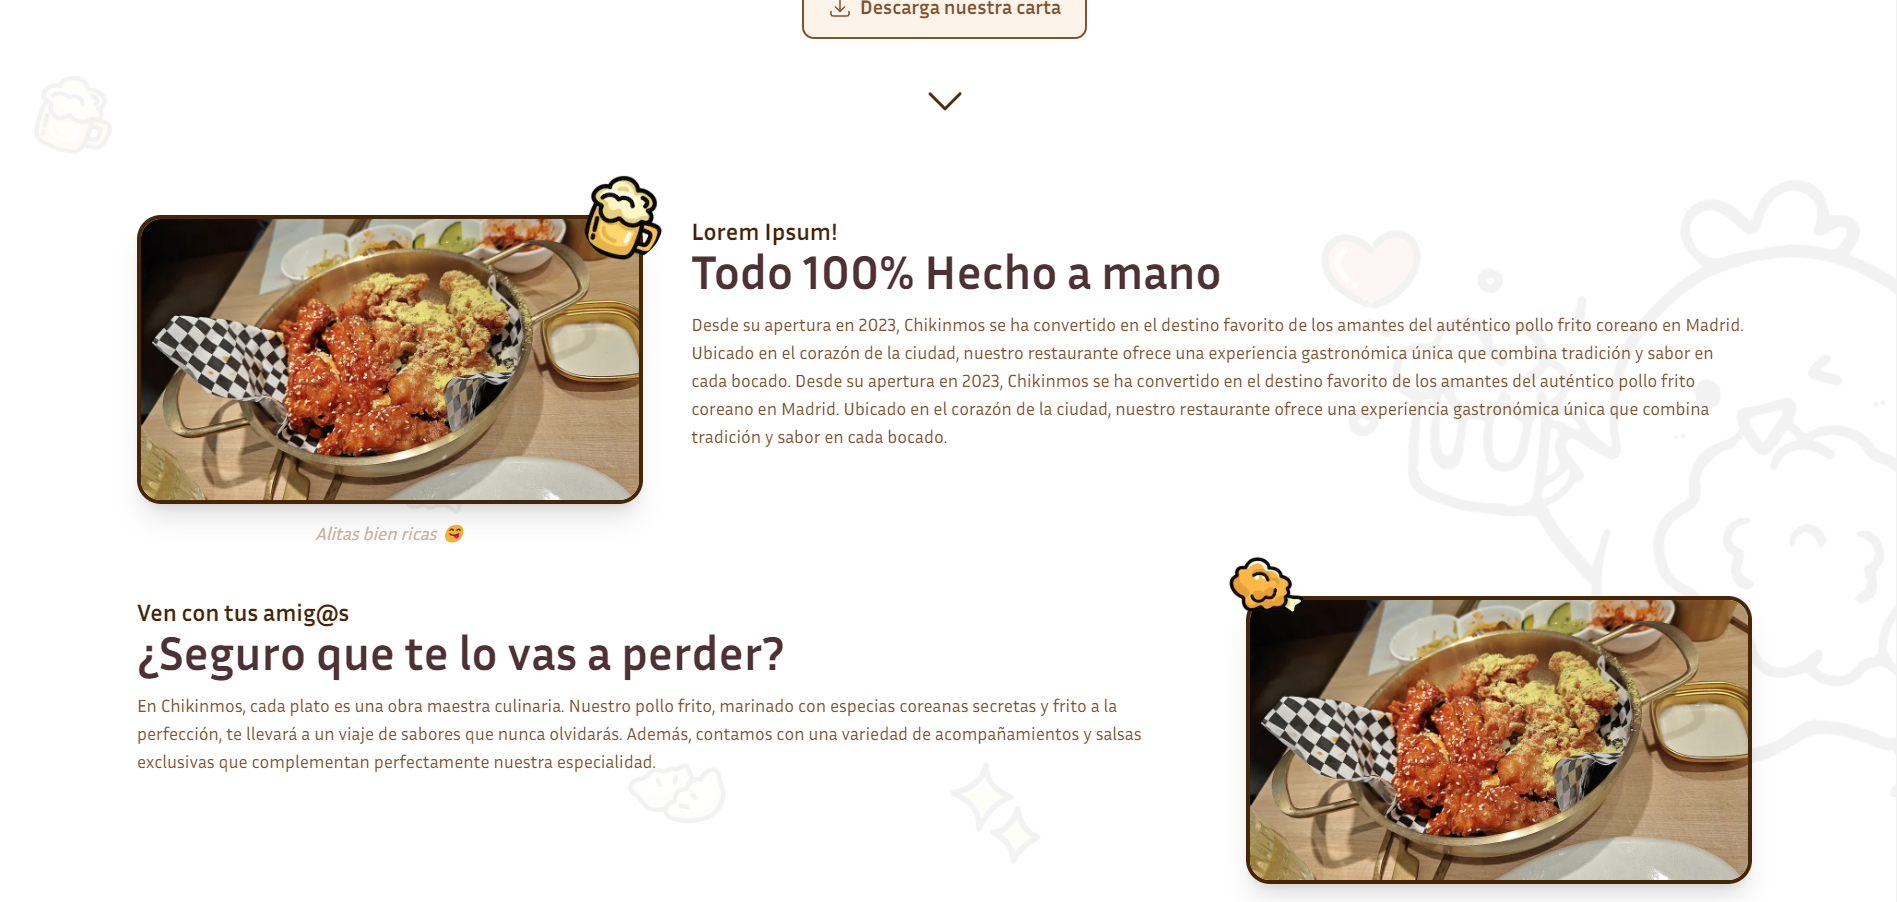 Descarga nuestra carta
Lorem Ipsum!
Todo 100% Hecho a mano
Desde su apertura en 2023, Chikinmos se ha convertido en el destino favorito de los amantes del auténtico pollo frito coreano en Madrid.
Ubicado en el corazón de la ciudad, nuestro restaurante ofrece una experiencia gastronómica única que combina tradición y sabor en
cada bocado. Desde su apertura en 2023, Chikinmos se ha convertido en el destino favorito de los amantes del auténtico pollo frito
coreano en Madrid. Ubicado en el corazón de la ciudad, nuestro restaurante ofrece una experiencia gastronómica única que combina
tradición y sabor en cada bocado.
Alitas bien ricas 😋
Ven con tus amig@s
¿Seguro que te lo vas a perder?
En Chikinmos, cada plato es una obra maestra culinaria. Nuestro pollo frito, marinado con especias coreanas secretas y frito a la
perfección, te llevará a un viaje de sabores que nunca olvidarás. Además, contamos con una variedad de acompañamientos y salsas
exclusivas que complementan perfectamente nuestra especialidad.